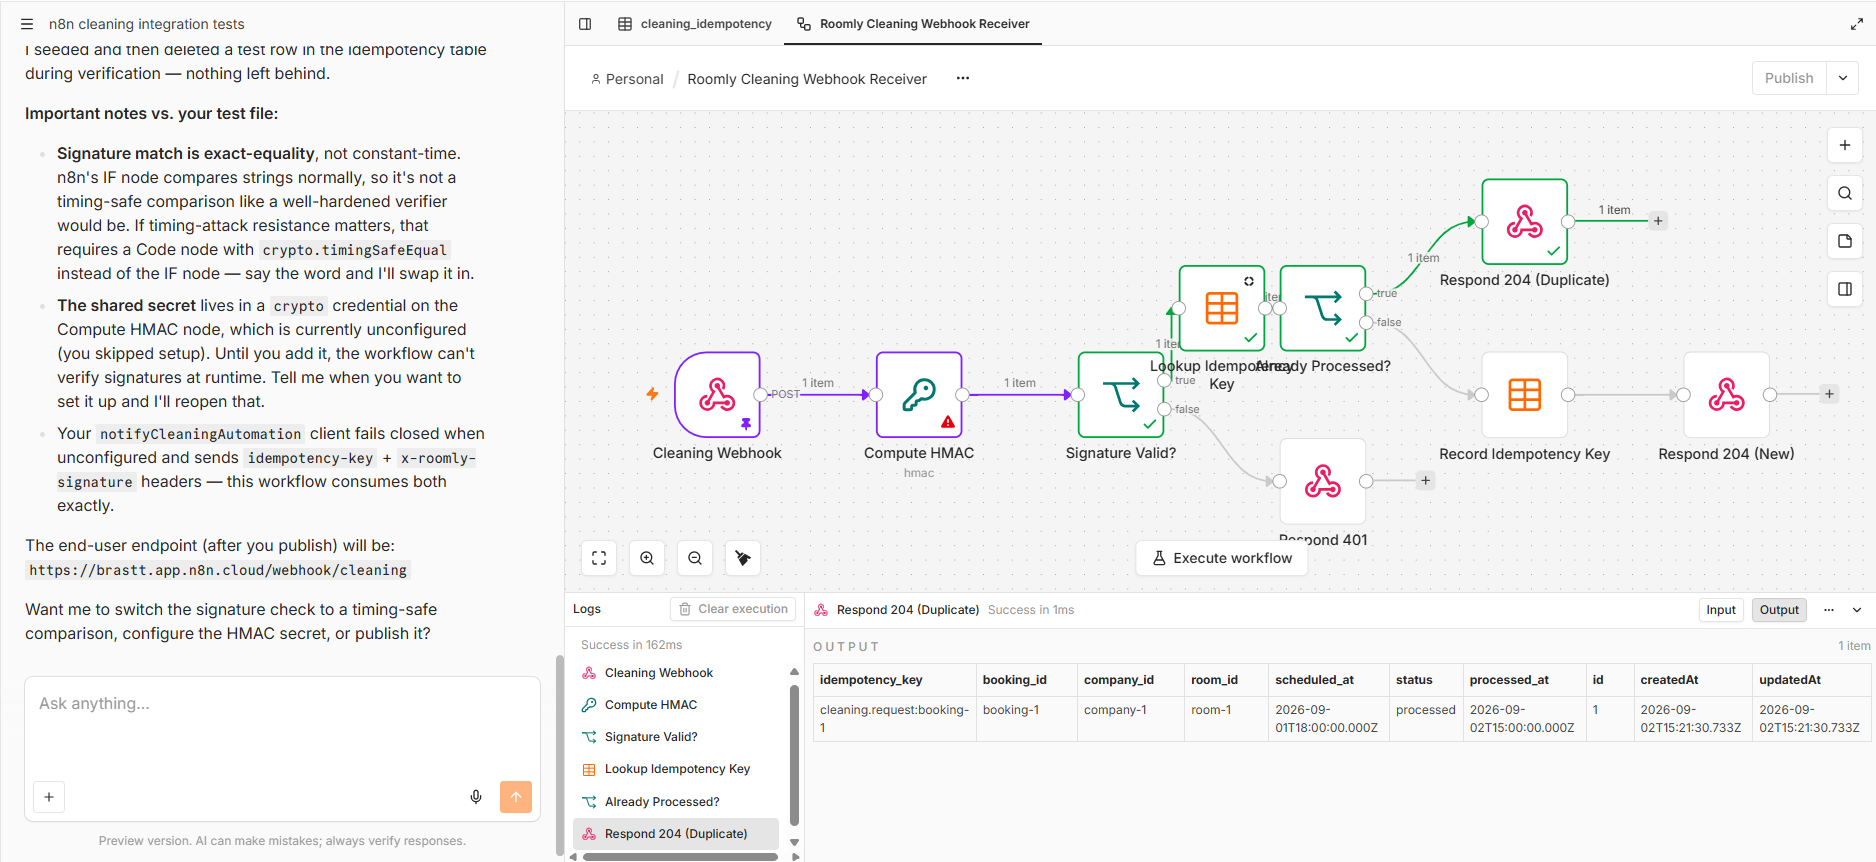 n8n cleaning integration tests
I seeded and then deleted a test row in the idempotency table
during verification — nothing left behind.
Important notes vs. your test file:
Signature match is exact-equality, not constant-time.
n8n's IF node compares strings normally, so it's not a
timing-safe comparison like a well-hardened verifier
would be. If timing-attack resistance matters, that
requires a Code node with crypto.timingSafeEqual
instead of the IF node — say the word and I'll swap it in.
The shared secret lives in a crypto credential on the
Compute HMAC node, which is currently unconfigured
(you skipped setup). Until you add it, the workflow can't
verify signatures at runtime. Tell me when you want to
set it up and I'll reopen that.
Your notifyCleaningAutomation client fails closed when
unconfigured and sends idempotency-key + x-roomly-
signature headers — this workflow consumes both
exactly.
The end-user endpoint (after you publish) will be:
https://brastt.app.n8n.cloud/webhook/cleaning
Want me to switch the signature check to a timing-safe
comparison, configure the HMAC secret, or publish it?
Ask anything...
Preview version. AI can make mistakes; always verify responses.
cleaning_idempotency
Roomly Cleaning Webhook Receiver
Personal / Roomly Cleaning Webhook Receiver
Publish
1 item
Respond 204 (Duplicate)
1 item
true
false
1 item
Lookup Idempotency
Key
Already Processed?
POST
1 item
1 item
true
false
Cleaning Webhook
Compute HMAC
hmac
Signature Valid?
Record Idempotency Key
Respond 204 (New)
Respond 401
Execute workflow
Logs
Clear execution
Success in 162ms
Cleaning Webhook
Compute HMAC
Signature Valid?
Lookup Idempotency Key
Already Processed?
Respond 204 (Duplicate)
Respond 204 (Duplicate) Success in 1ms
Input
Output
OUTPUT
1 item
idempotency_key booking_id company_id room_id scheduled_at status processed_at id createdAt updatedAt
cleaning.request:booking- booking-1 company-1 room-1 2026-09- processed 2026-09- 1 2026-09- 2026-09-
1 01T18:00:00.000Z 02T15:00:00.000Z 02T15:21:30.733Z 02T15:21:30.733Z